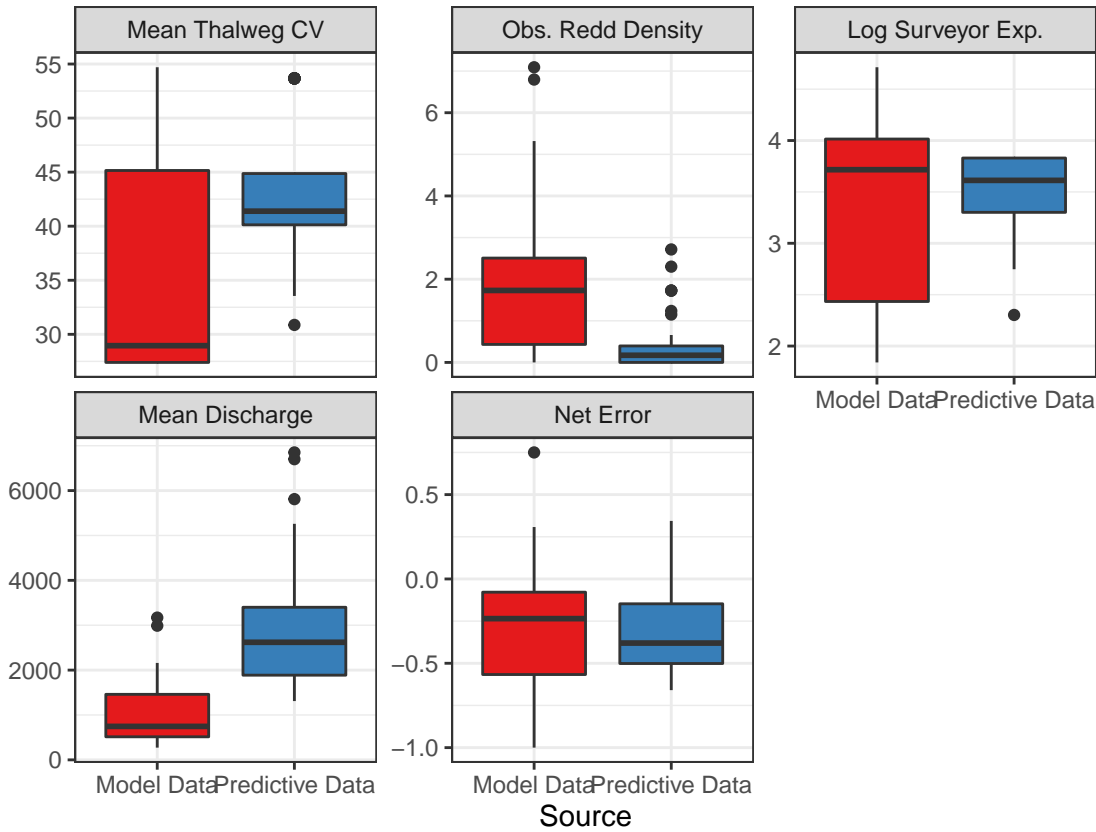 Mean Thalweg CV
Obs. Redd Density
Log Surveyor Exp.
55
50
45
40
35
30
6
4
2
0
4
3
2
Model Data
Predictive Data
Mean Discharge
Net Error
6000
4000
2000
0
0.5
0.0
−0.5
−1.0
Model Data
Predictive Data
Model Data
Predictive Data
Source